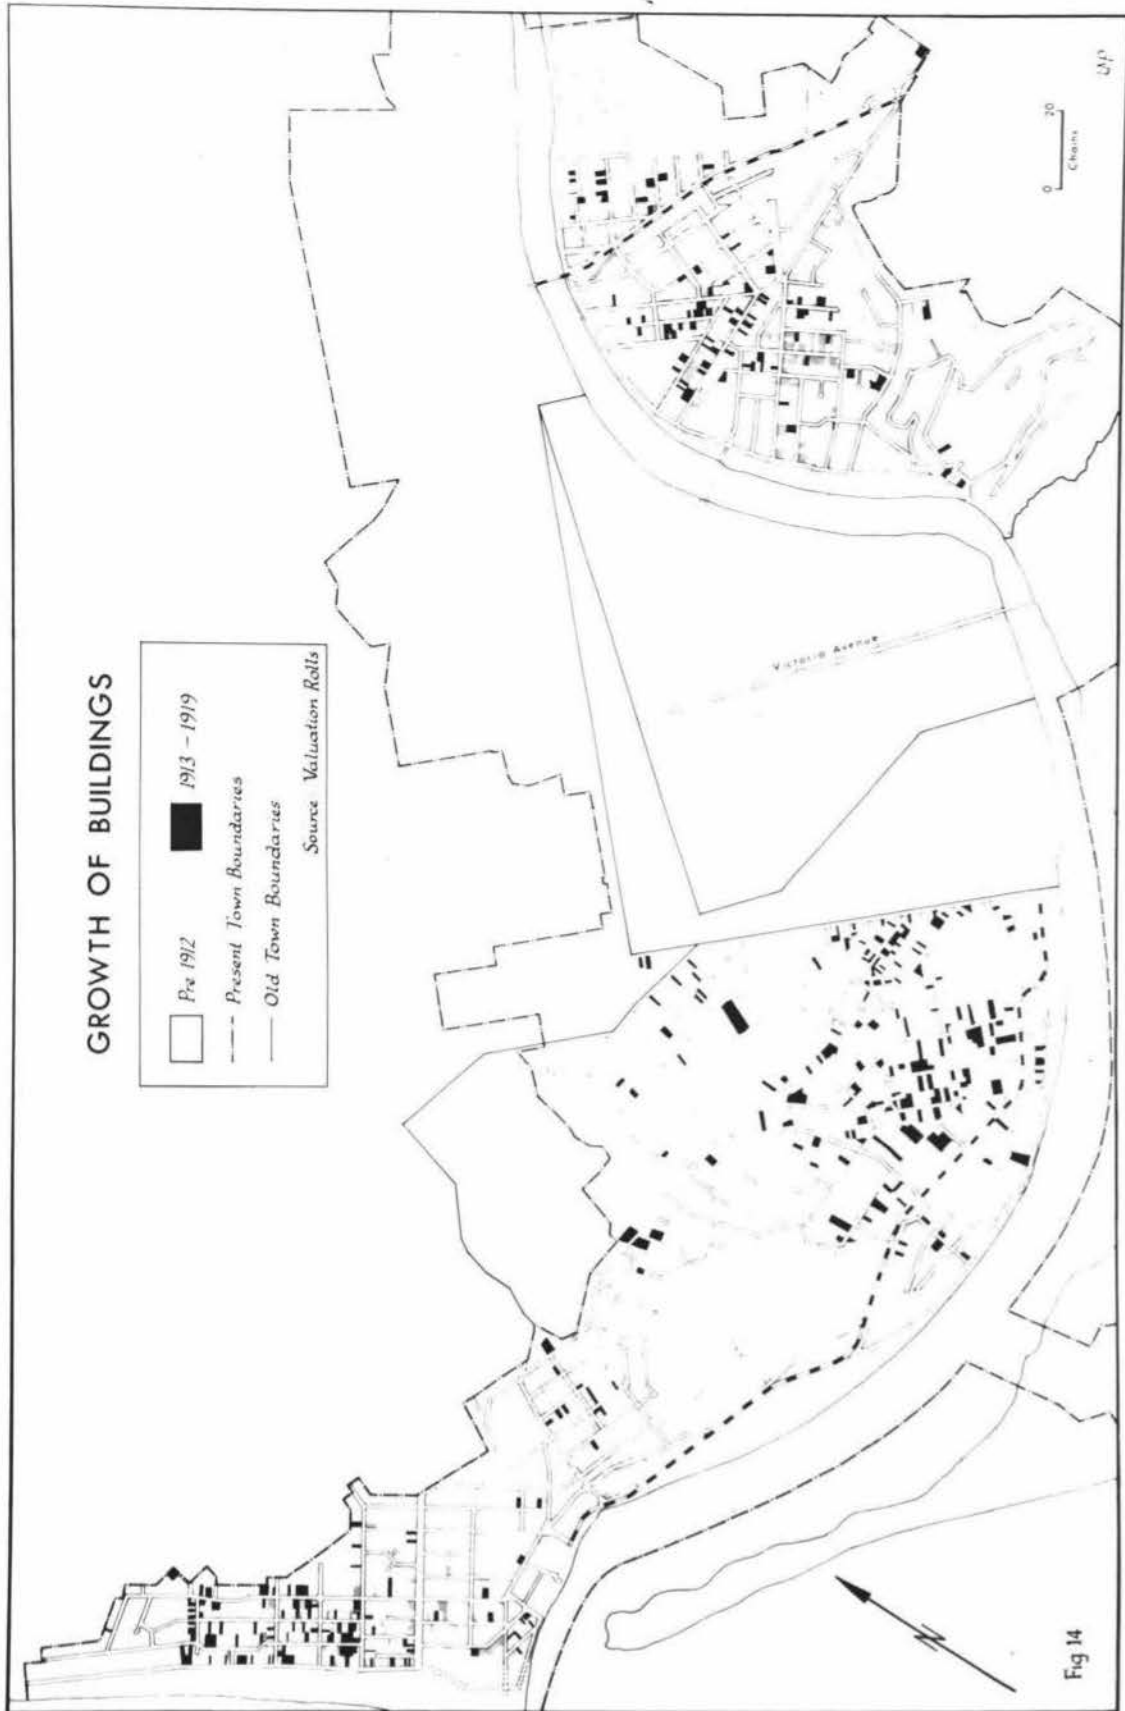 GROWTH OF BUILDINGS
Pre 1912
1913 - 1919
Present Town Boundaries
Old Town Boundaries
Source Valuation Rolls
Victoria Avenue
0 20
Chains
N
Fig 14